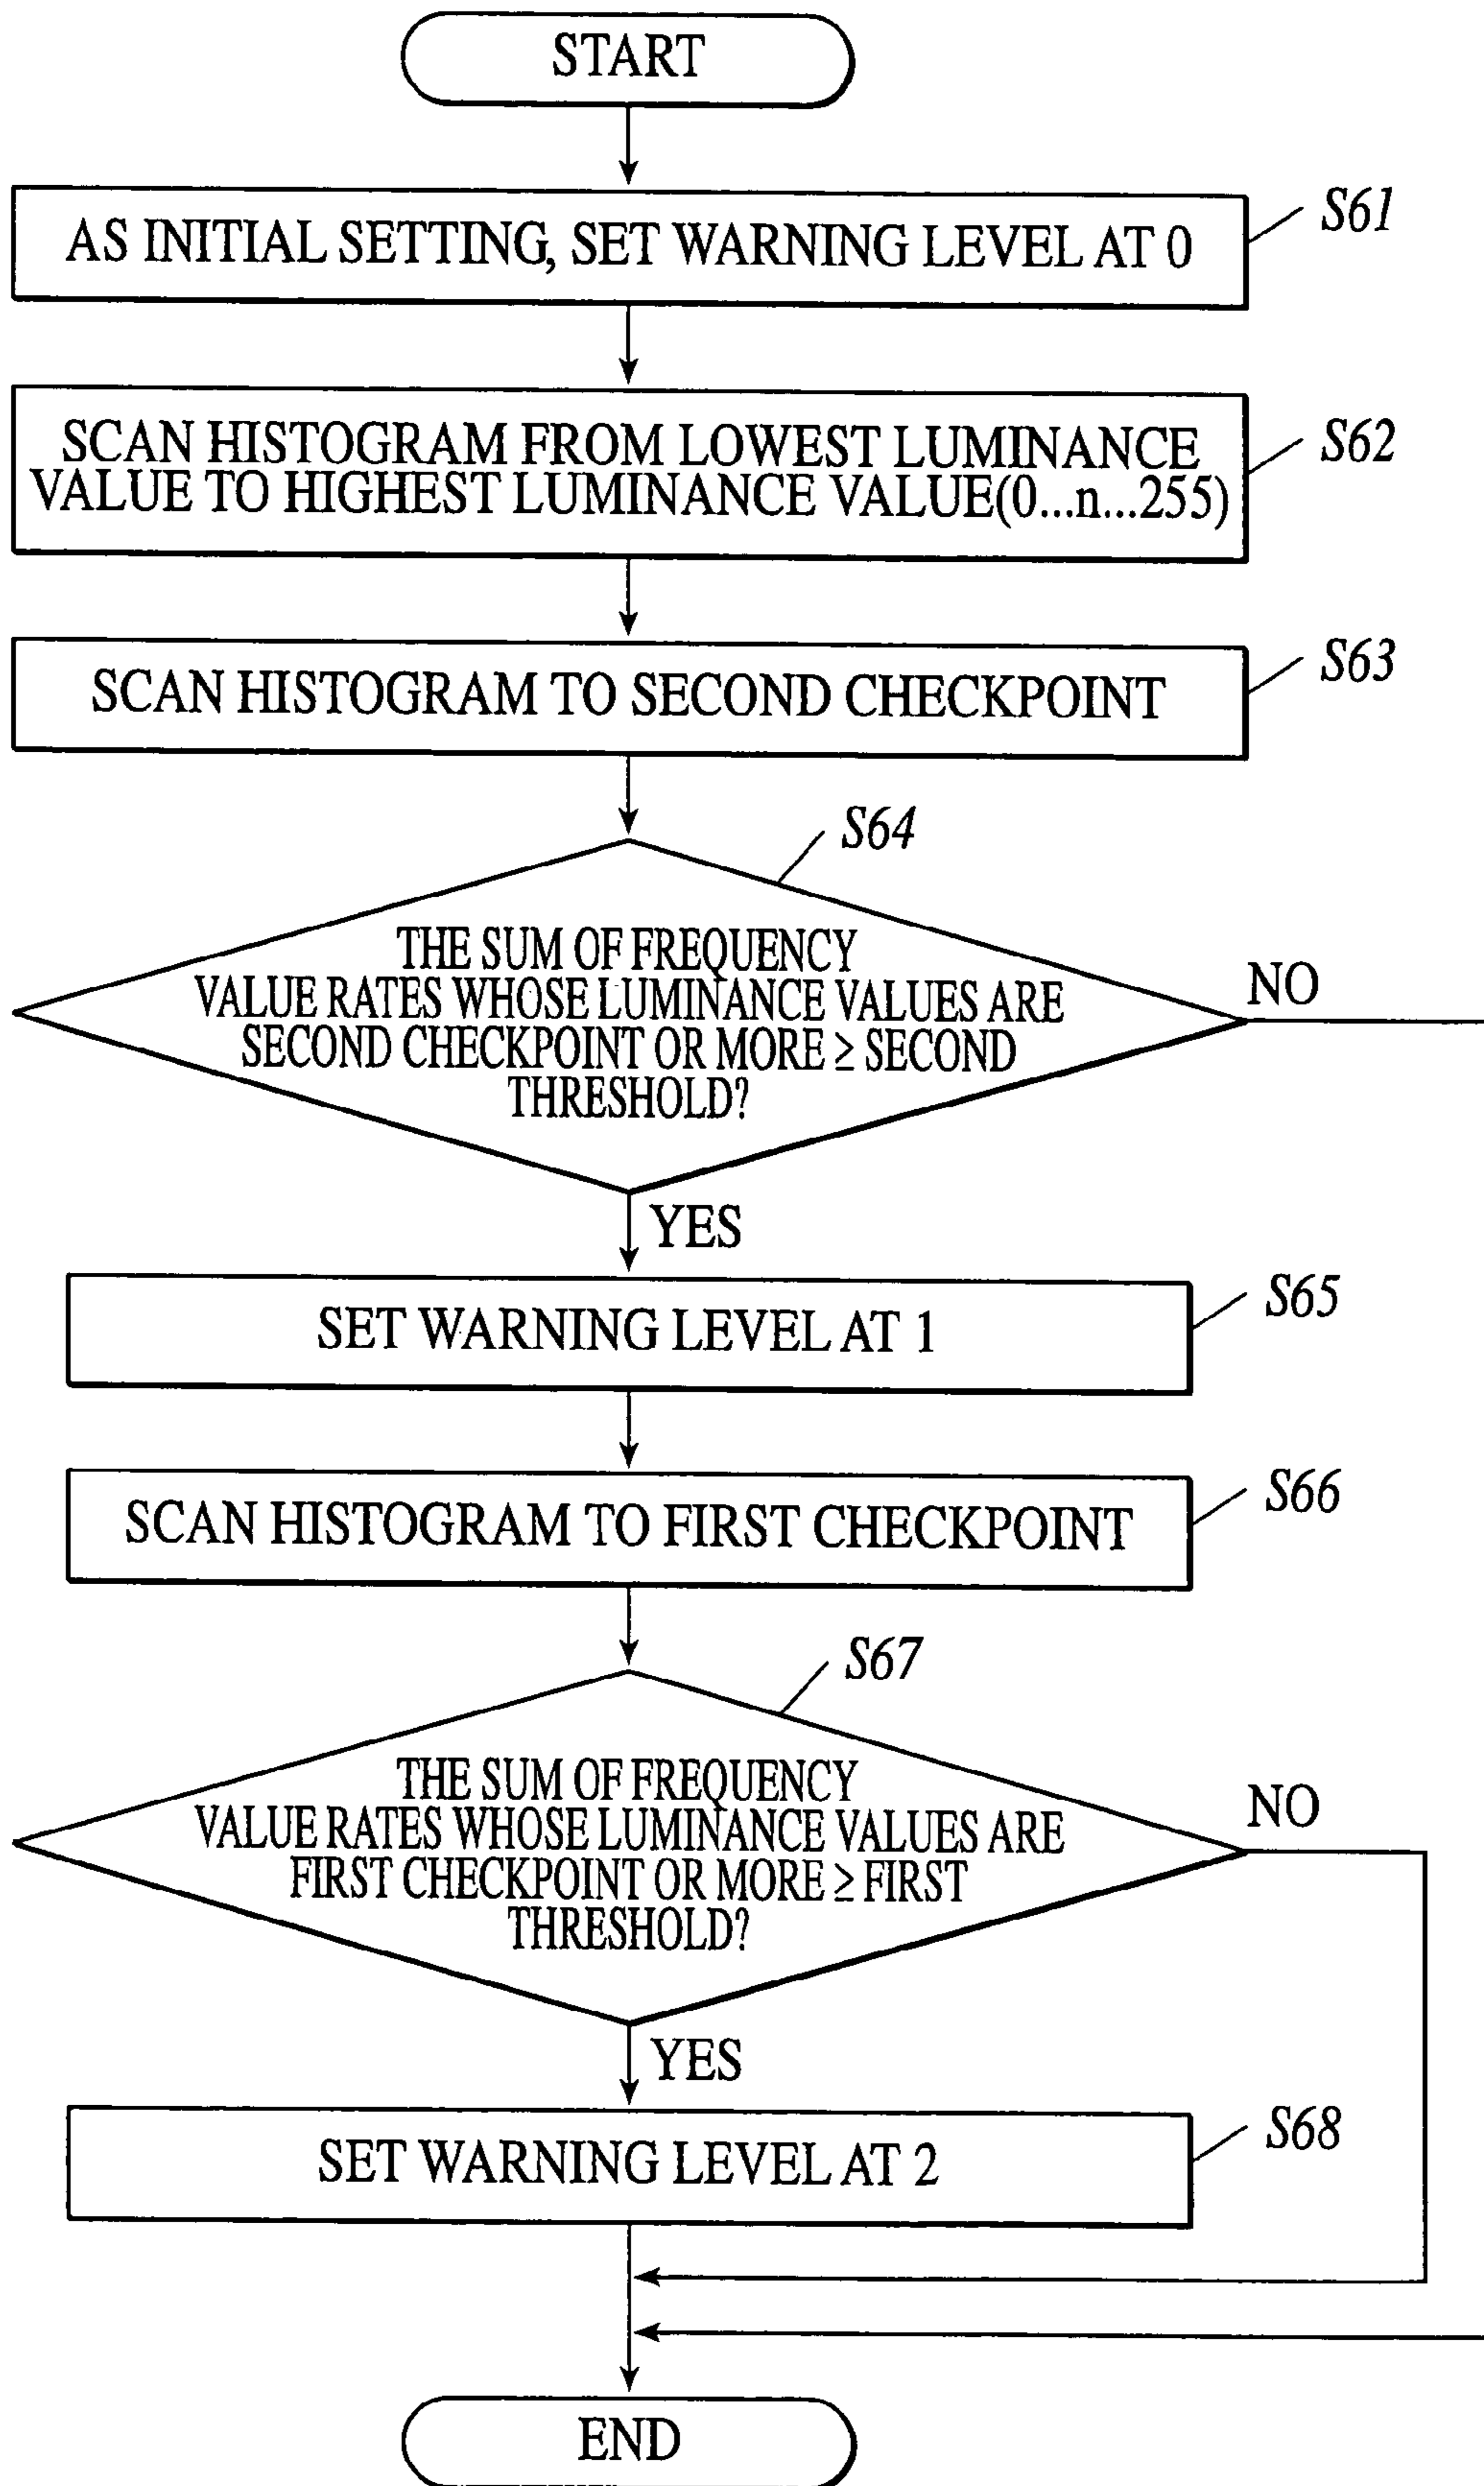 START
AS INITIAL SETTING, SET WARNING LEVEL AT 0
S61
SCAN HISTOGRAM FROM LOWEST LUMINANCE
VALUE TO HIGHEST LUMINANCE VALUE(0...n...255)
S62
SCAN HISTOGRAM TO SECOND CHECKPOINT
S63
S64
THE SUM OF FREQUENCY
VALUE RATES WHOSE LUMINANCE VALUES ARE
SECOND CHECKPOINT OR MORE ≥ SECOND
THRESHOLD?
NO
YES
SET WARNING LEVEL AT 1
S65
SCAN HISTOGRAM TO FIRST CHECKPOINT
S66
S67
THE SUM OF FREQUENCY
VALUE RATES WHOSE LUMINANCE VALUES ARE
FIRST CHECKPOINT OR MORE ≥ FIRST
THRESHOLD?
NO
YES
SET WARNING LEVEL AT 2
S68
END